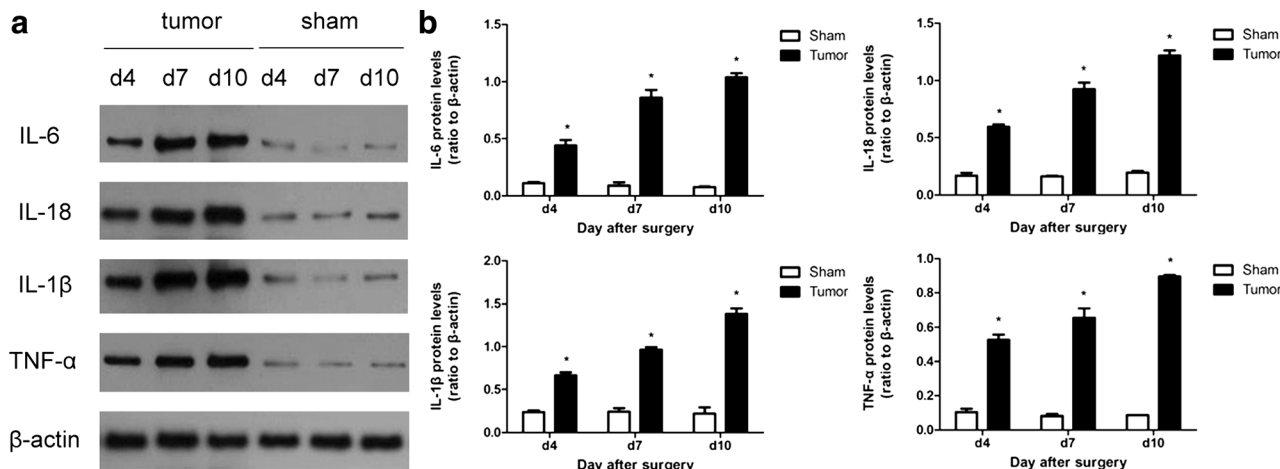 a
tumor sham
d4 d7 d10 d4 d7 d10
IL-6
IL-18
IL-1β
TNF-α
β-actin
b
IL-6 protein levels
(ratio to β-actin)
1.5
1.0
0.5
0.0
* * *
d4 d7 d10
Day after surgery
Sham
Tumor
IL-18 protein levels
(ratio to β-actin)
1.5
1.0
0.5
0.0
* * *
d4 d7 d10
Day after surgery
Sham
Tumor
IL-1β protein levels
(ratio to β-actin)
2.0
1.5
1.0
0.5
0.0
* * *
d4 d7 d10
Day after surgery
Sham
Tumor
TNF-α protein levels
(ratio to β-actin)
1.0
0.8
0.6
0.4
0.2
0.0
* * *
d4 d7 d10
Day after surgery
Sham
Tumor